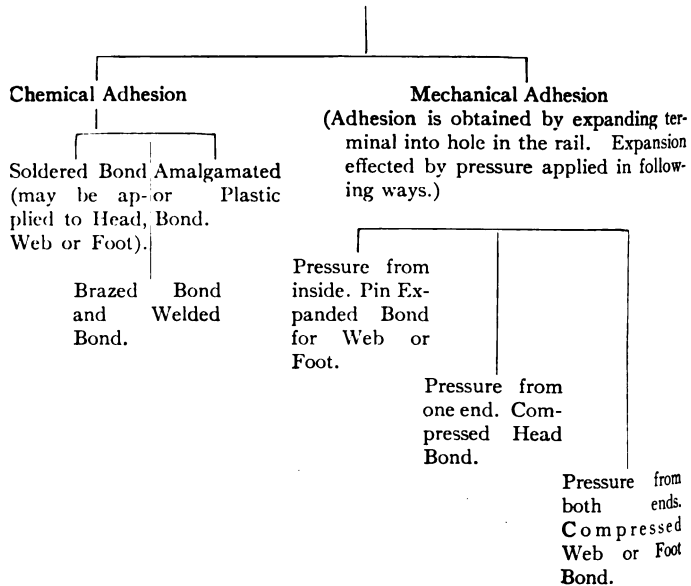 Chemical Adhesion
Soldered Bond
(may be ap-
plied to Head,
Web or Foot).
Amalgamated
or Plastic
Bond.
Brazed Bond
and Welded
Bond.
Mechanical Adhesion
(Adhesion is obtained by expanding ter-
minal into hole in the rail. Expansion
effected by pressure applied in follow-
ing ways.)
Pressure from
inside. Pin Ex-
panded Bond
for Web or
Foot.
Pressure from
one end. Com-
pressed Head
Bond.
Pressure from
both ends.
Compressed
Web or Foot
Bond.